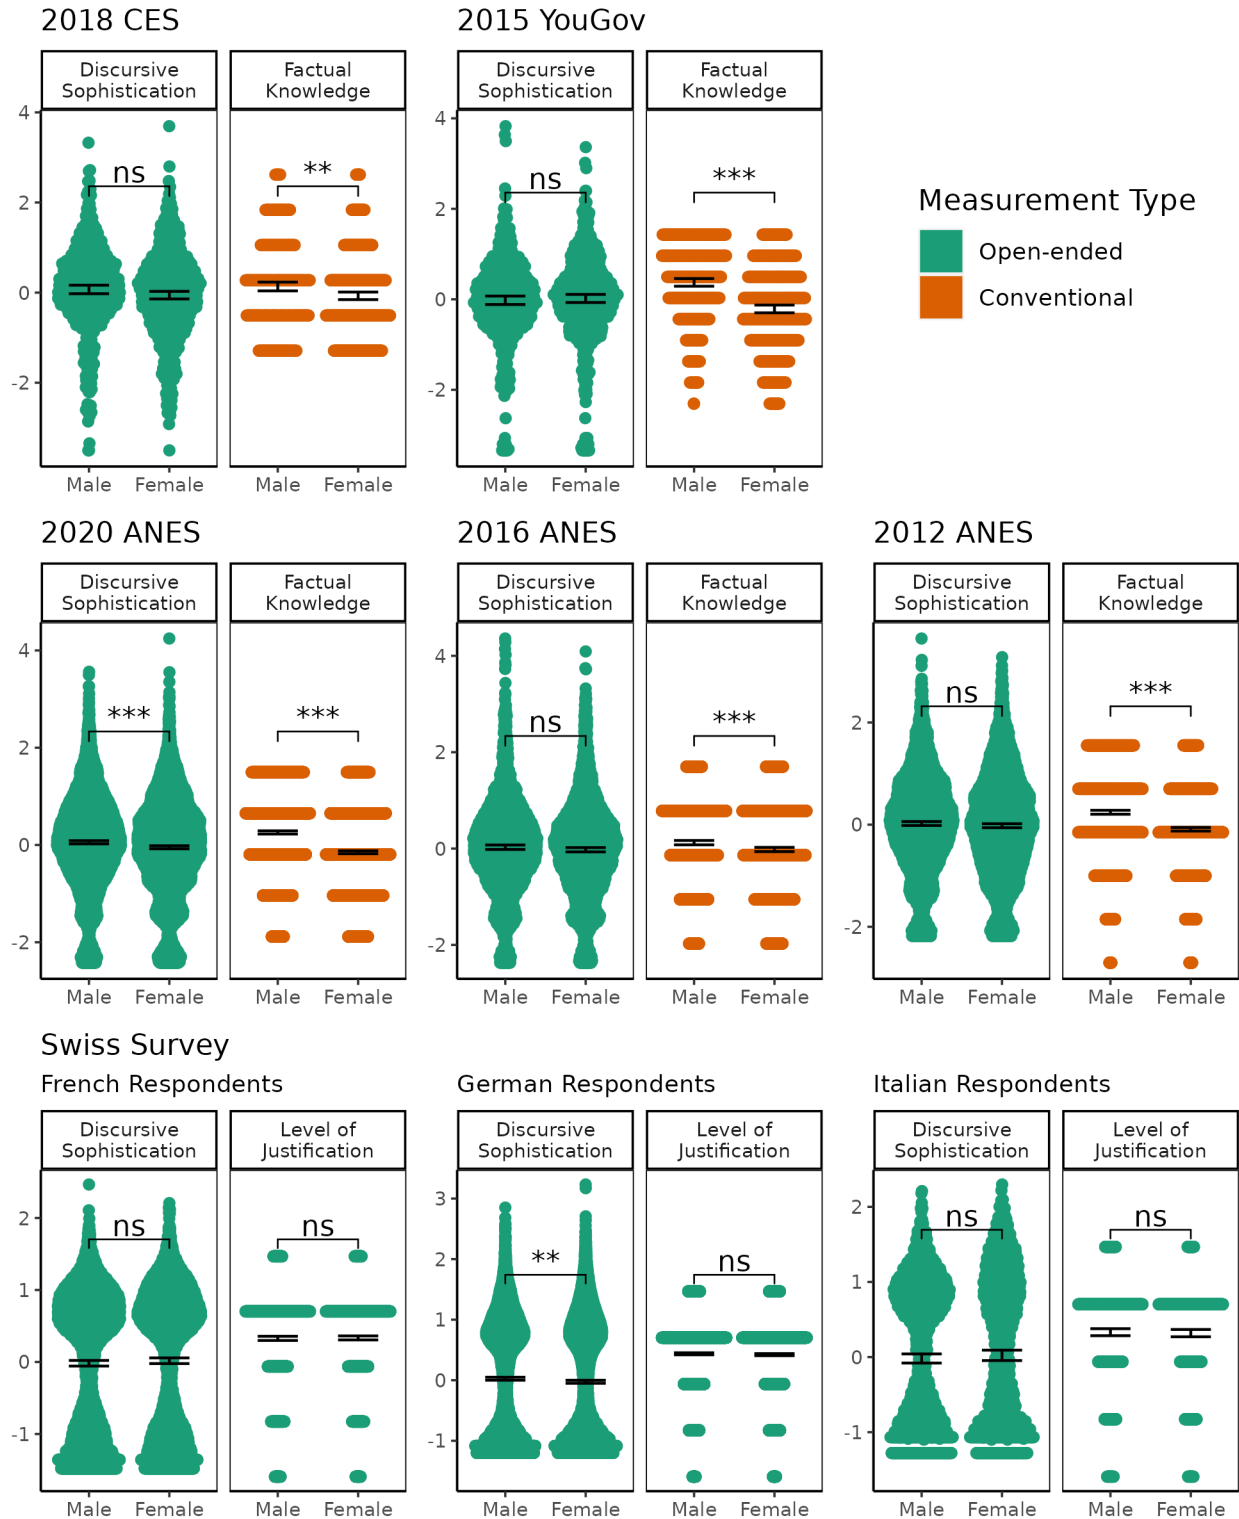 2018 CES
2015 YouGov
Discursive
Sophistication
Factual
Knowledge
Discursive
Sophistication
Factual
Knowledge
4
2
0
-2
ns
**
4
2
0
-2
ns
***
Male
Female
Male
Female
Male
Female
Male
Female
Measurement Type
Open-ended
Conventional
2020 ANES
2016 ANES
2012 ANES
Discursive
Sophistication
Factual
Knowledge
Discursive
Sophistication
Factual
Knowledge
Discursive
Sophistication
Factual
Knowledge
4
2
0
-2
***
***
4
2
0
-2
ns
***
2
0
-2
ns
***
Male
Female
Male
Female
Male
Female
Male
Female
Male
Female
Male
Female
Swiss Survey
French Respondents
German Respondents
Italian Respondents
Discursive
Sophistication
Level of
Justification
Discursive
Sophistication
Level of
Justification
Discursive
Sophistication
Level of
Justification
2
1
0
-1
ns
ns
3
2
1
0
-1
**
ns
2
1
0
-1
ns
ns
Male
Female
Male
Female
Male
Female
Male
Female
Male
Female
Male
Female